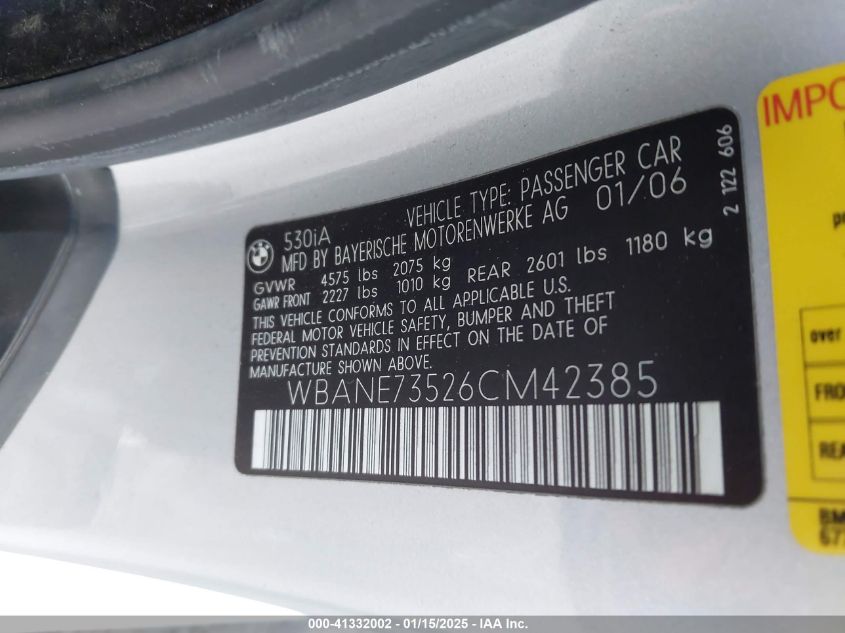 BMW
530iA
VEHICLE TYPE: PASSENGER CAR
MFD BY BAYERISCHE MOTORENWERKE AG 01/06
GVWR 4575 lbs 2075 kg
GAWR FRONT 2227 lbs 1010 kg REAR 2601 lbs 1180 kg
THIS VEHICLE CONFORMS TO ALL APPLICABLE U.S.
FEDERAL MOTOR VEHICLE SAFETY, BUMPER AND THEFT
PREVENTION STANDARDS IN EFFECT ON THE DATE OF
MANUFACTURE SHOWN ABOVE.
WBANE73526CM42385
2 122 606
over
REA
000-41332002 - 01/15/2025 - IAA Inc.